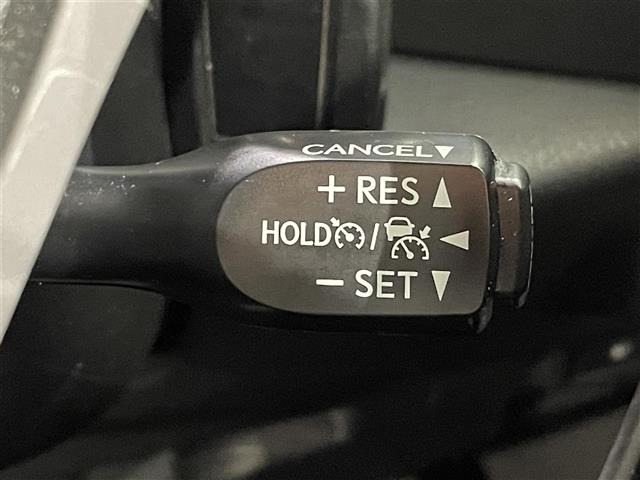 CANCEL▼
+ RES ▲
HOLD / ◀
− SET ▼